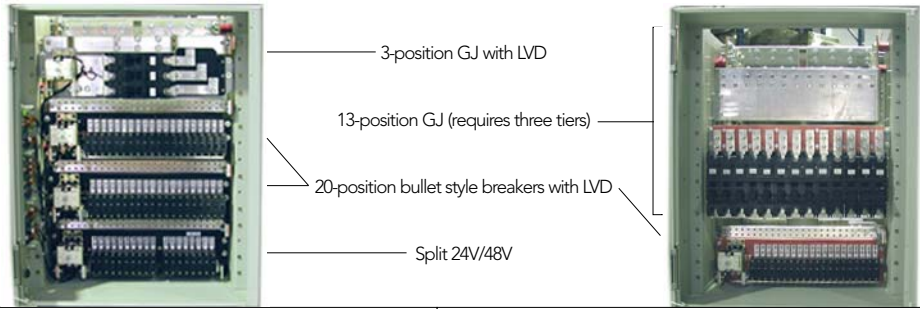 3-position GJ with LVD
13-position GJ (requires three tiers)
20-position bullet style breakers with LVD
Split 24V/48V